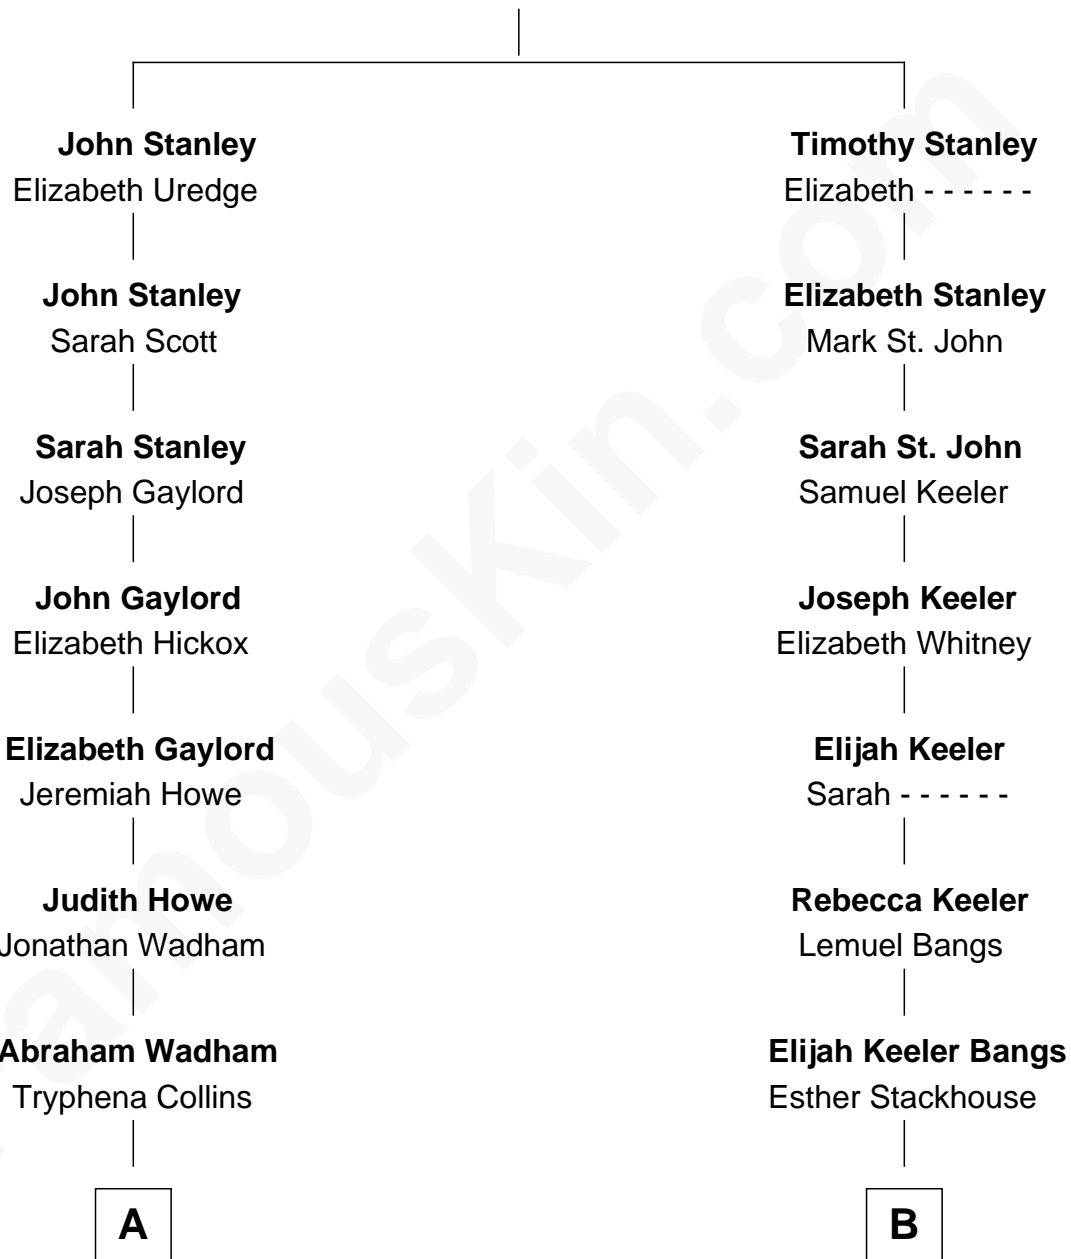 John Stanley
Elizabeth Uredge
Timothy Stanley
Elizabeth - - - - - -
John Stanley
Sarah Scott
Elizabeth Stanley
Mark St. John
Sarah Stanley
Joseph Gaylord
Sarah St. John
Samuel Keeler
John Gaylord
Elizabeth Hickox
Joseph Keeler
Elizabeth Whitney
Elizabeth Gaylord
Jeremiah Howe
Elijah Keeler
Sarah - - - - - -
Judith Howe
Jonathan Wadham
Rebecca Keeler
Lemuel Bangs
Abraham Wadham
Tryphena Collins
Elijah Keeler Bangs
Esther Stackhouse
A
B
FamousKin.com